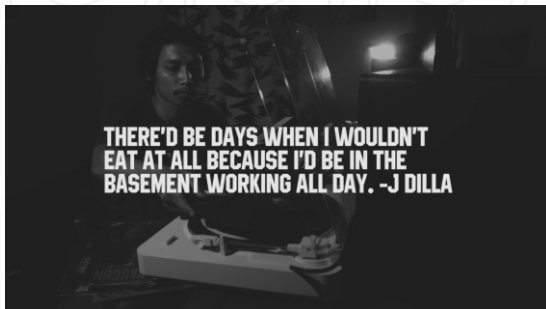 THERE'D BE DAYS WHEN I WOULDN'T
EAT AT ALL BECAUSE I'D BE IN THE
BASEMENT WORKING ALL DAY. -J DILLA